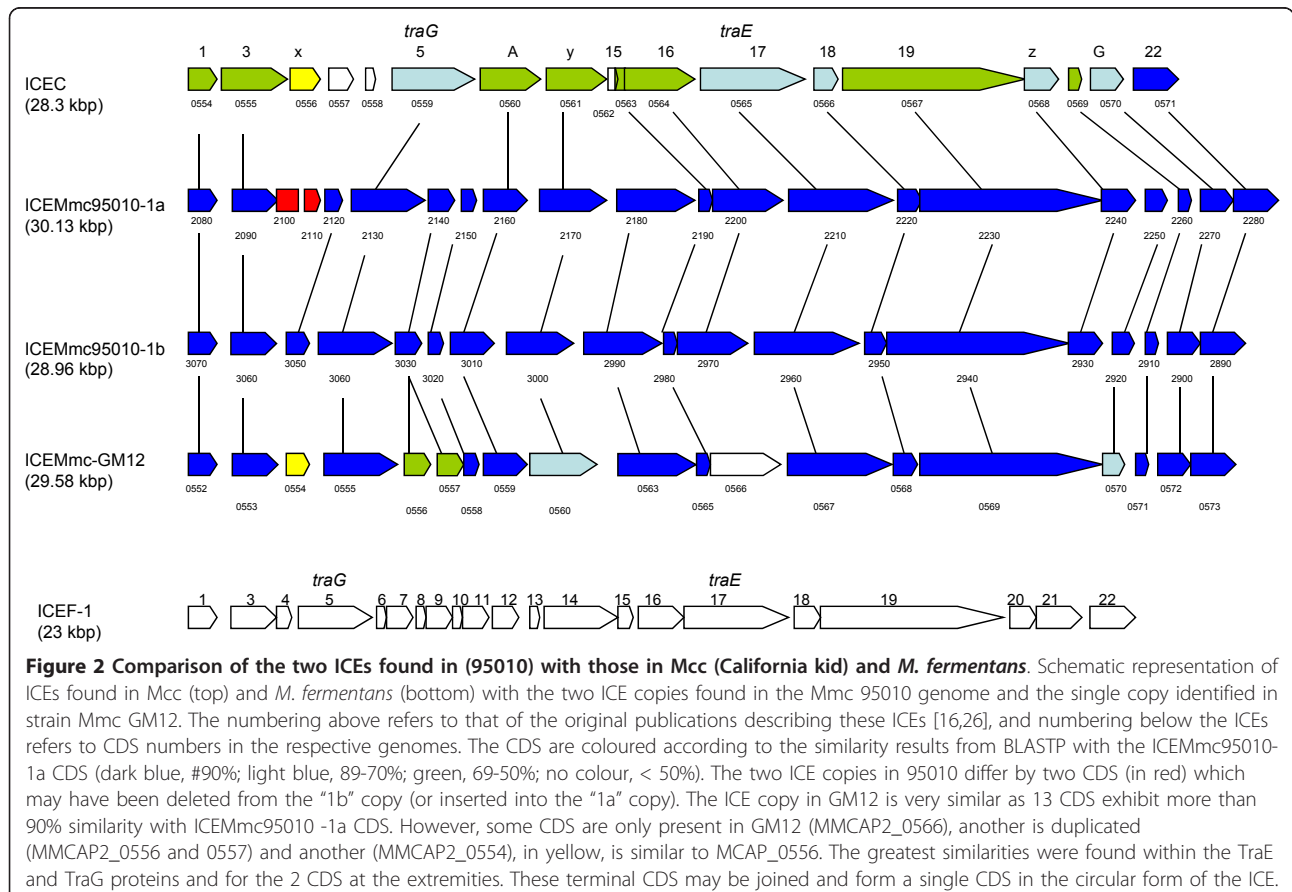 traG traE
1 3 x 5 A y 15 16 17 18 19 z G 22
ICEC
(28.3 kbp)
0554 0555 0556 0557 0558 0559 0560 0561 0562 0563 0564 0565 0566 0567 0568 0569 0570 0571
ICEMmc95010-1a
(30.13 kbp)
2080 2090 2100 2110 2120 2130 2140 2150 2160 2170 2180 2190 2200 2210 2220 2230 2240 2250 2260 2270 2280
ICEMmc95010-1b
(28.96 kbp)
3070 3060 3050 3060 3030 3020 3010 3000 2990 2980 2970 2960 2950 2940 2930 2920 2910 2900 2890
ICEMmc-GM12
(29.58 kbp)
0552 0553 0554 0555 0556 0557 0558 0559 0560 0563 0565 0566 0567 0568 0569 0570 0571 0572 0573
traG traE
1 3 4 5 6 7 8 9 10 11 12 13 14 15 16 17 18 19 20 21 22
ICEF-1
(23 kbp)
Figure 2 Comparison of the two ICEs found in (95010) with those in Mcc (California kid) and M. fermentans. Schematic representation of
ICEs found in Mcc (top) and M. fermentans (bottom) with the two ICE copies found in the Mmc 95010 genome and the single copy identified in
strain Mmc GM12. The numbering above refers to that of the original publications describing these ICEs [16,26], and numbering below the ICEs
refers to CDS numbers in the respective genomes. The CDS are coloured according to the similarity results from BLASTP with the ICEMmc95010-
1a CDS (dark blue, #90%; light blue, 89-70%; green, 69-50%; no colour, < 50%). The two ICE copies in 95010 differ by two CDS (in red) which
may have been deleted from the “1b” copy (or inserted into the “1a” copy). The ICE copy in GM12 is very similar as 13 CDS exhibit more than
90% similarity with ICEMmc95010 -1a CDS. However, some CDS are only present in GM12 (MMCAP2_0566), another is duplicated
(MMCAP2_0556 and 0557) and another (MMCAP2_0554), in yellow, is similar to MCAP_0556. The greatest similarities were found within the TraE
and TraG proteins and for the 2 CDS at the extremities. These terminal CDS may be joined and form a single CDS in the circular form of the ICE.